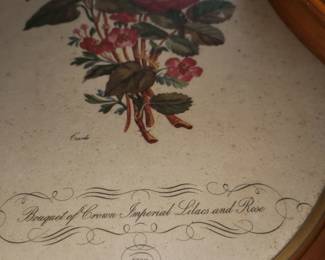 Bouquet of Crown Imperial Lilacs and Rose